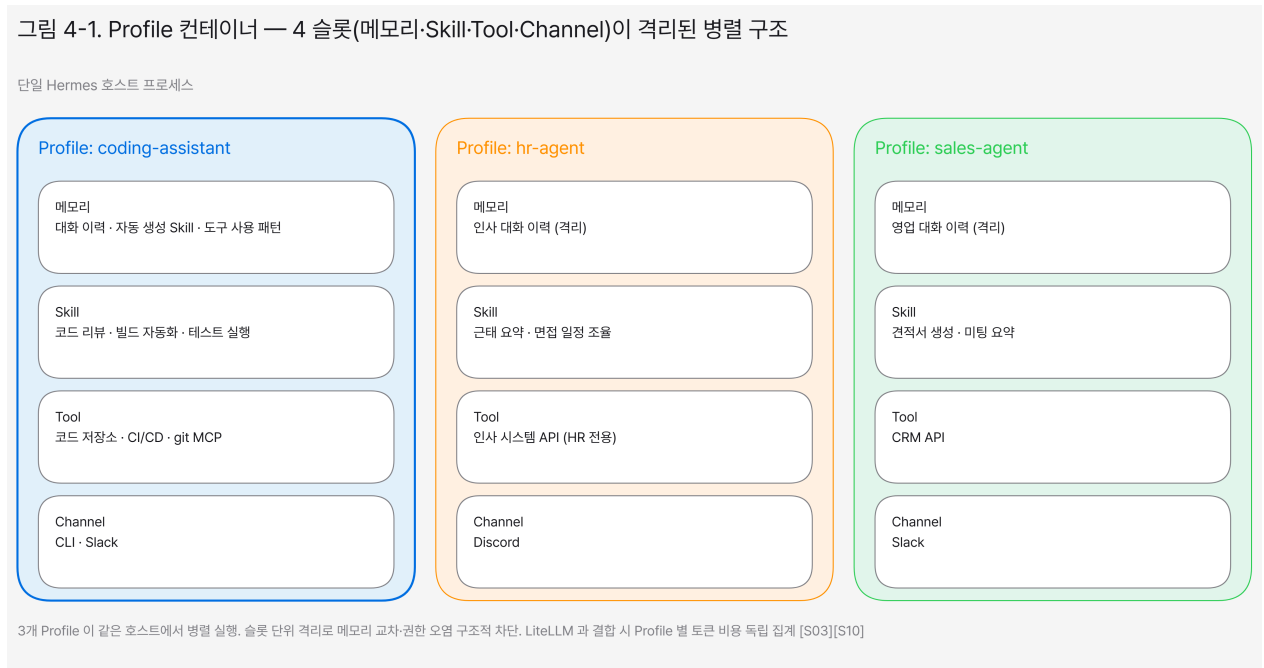 그림 4-1. Profile 컨테이너 — 4 슬롯(메모리·Skill·Tool·Channel)이 격리된 병렬 구조
단일 Hermes 호스트 프로세스
Profile: coding-assistant
메모리
대화 이력 · 자동 생성 Skill · 도구 사용 패턴
Skill
코드 리뷰 · 빌드 자동화 · 테스트 실행
Tool
코드 저장소 · CI/CD · git MCP
Channel
CLI · Slack
Profile: hr-agent
메모리
인사 대화 이력 (격리)
Skill
근태 요약 · 면접 일정 조율
Tool
인사 시스템 API (HR 전용)
Channel
Discord
Profile: sales-agent
메모리
영업 대화 이력 (격리)
Skill
견적서 생성 · 미팅 요약
Tool
CRM API
Channel
Slack
3개 Profile 이 같은 호스트에서 병렬 실행. 슬롯 단위 격리로 메모리 교차·권한 오염 구조적 차단. LiteLLM 과 결합 시 Profile 별 토큰 비용 독립 집계 [S03][S10]